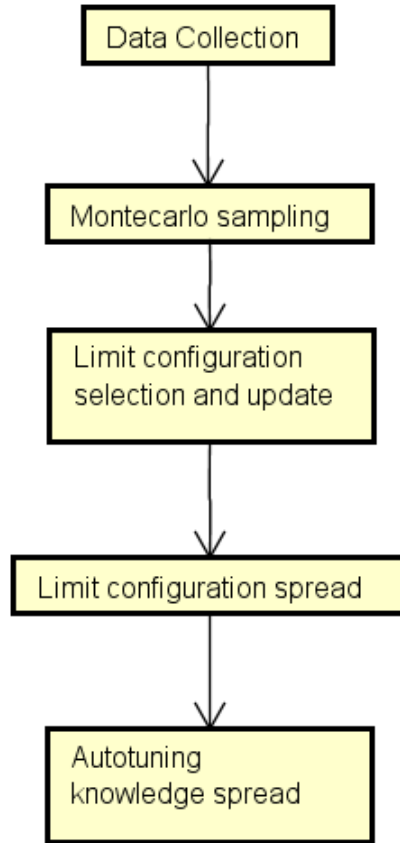 Data Collection
Montecarlo sampling
Limit configuration
selection and update
Limit configuration spread
Autotuning
knowledge spread